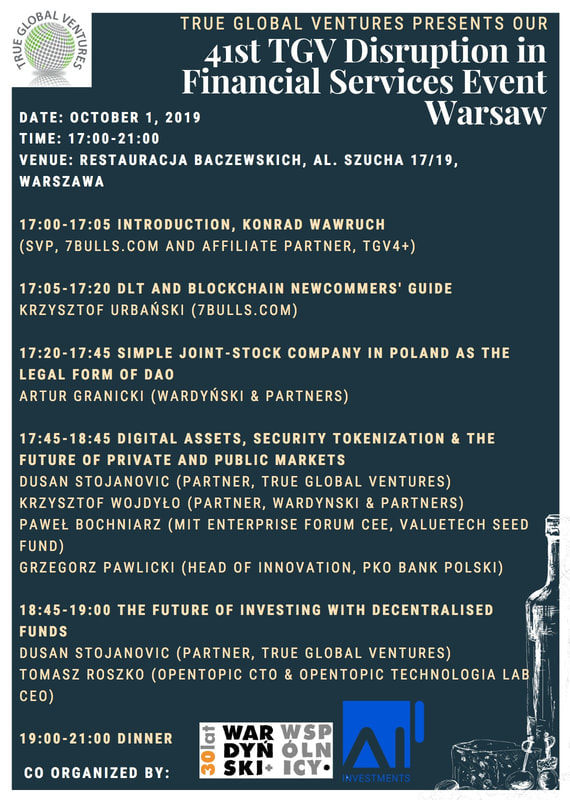 TRUE GLOBAL VENTURES
TRUE GLOBAL VENTURES PRESENTS OUR
41st TGV Disruption in
Financial Services Event
Warsaw
DATE: OCTOBER 1, 2019
TIME: 17:00-21:00
VENUE: RESTAURACJA BACZEWSKICH, AL. SZUCHA 17/19,
WARSZAWA
17:00-17:05 INTRODUCTION, KONRAD WAWRUCH
(SVP, 7BULLS.COM AND AFFILIATE PARTNER, TGV4+)
17:05-17:20 DLT AND BLOCKCHAIN NEWCOMMERS' GUIDE
KRZYSZTOF URBAŃSKI (7BULLS.COM)
17:20-17:45 SIMPLE JOINT-STOCK COMPANY IN POLAND AS THE
LEGAL FORM OF DAO
ARTUR GRANICKI (WARDYŃSKI & PARTNERS)
17:45-18:45 DIGITAL ASSETS, SECURITY TOKENIZATION & THE
FUTURE OF PRIVATE AND PUBLIC MARKETS
DUSAN STOJANOVIC (PARTNER, TRUE GLOBAL VENTURES)
KRZYSZTOF WOJDYŁO (PARTNER, WARDYNSKI & PARTNERS)
PAWEŁ BOCHNIARZ (MIT ENTERPRISE FORUM CEE, VALUETECH SEED
FUND)
GRZEGORZ PAWLICKI (HEAD OF INNOVATION, PKO BANK POLSKI)
18:45-19:00 THE FUTURE OF INVESTING WITH DECENTRALISED
FUNDS
DUSAN STOJANOVIC (PARTNER, TRUE GLOBAL VENTURES)
TOMASZ ROSZKO (OPENTOPIC CTO & OPENTOPIC TECHNOLOGIA LAB
CEO)
19:00-21:00 DINNER
CO ORGANIZED BY:
30lat
WAR
DYŃ
SKI+
WSP
ÓLN
ICY.
AI
INVESTMENTS